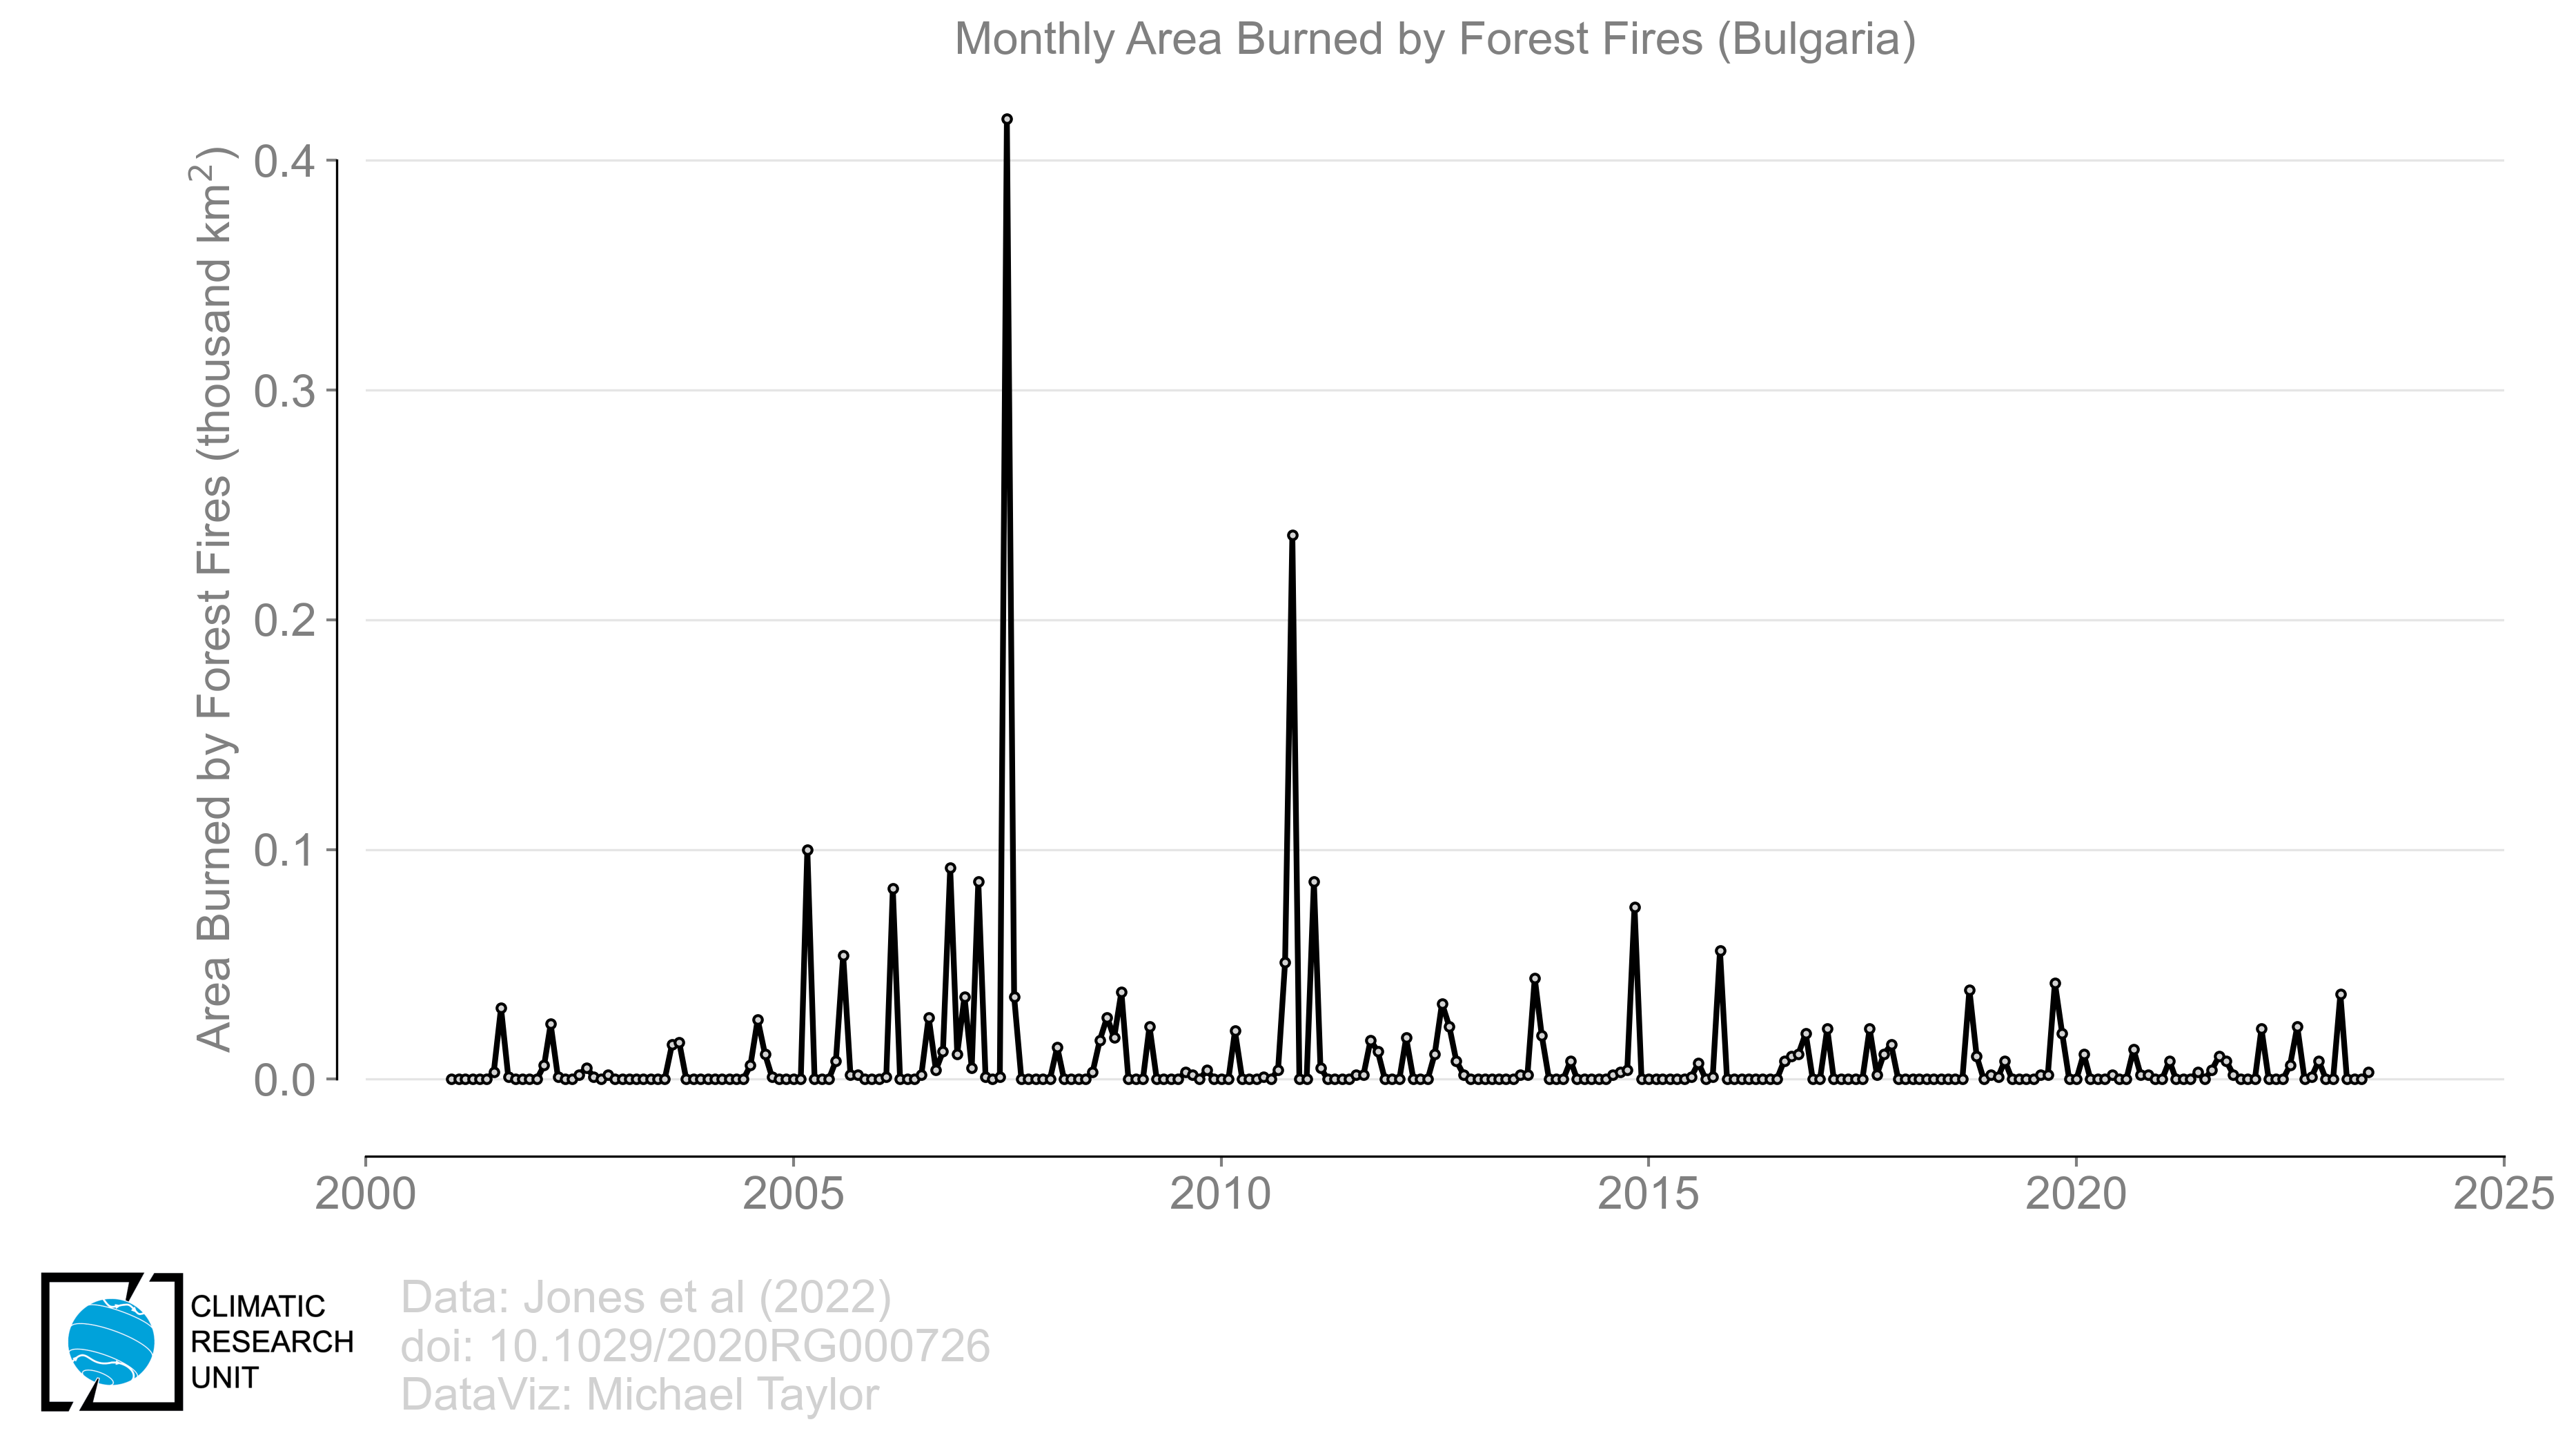 Monthly Area Burned by Forest Fires (Bulgaria)
Area Burned by Forest Fires (thousand km²)
0.4
0.3
0.2
0.1
0.0
2000
2005
2010
2015
2020
2025
CLIMATIC
RESEARCH
UNIT
Data: Jones et al (2022)
doi: 10.1029/2020RG000726
DataViz: Michael Taylor